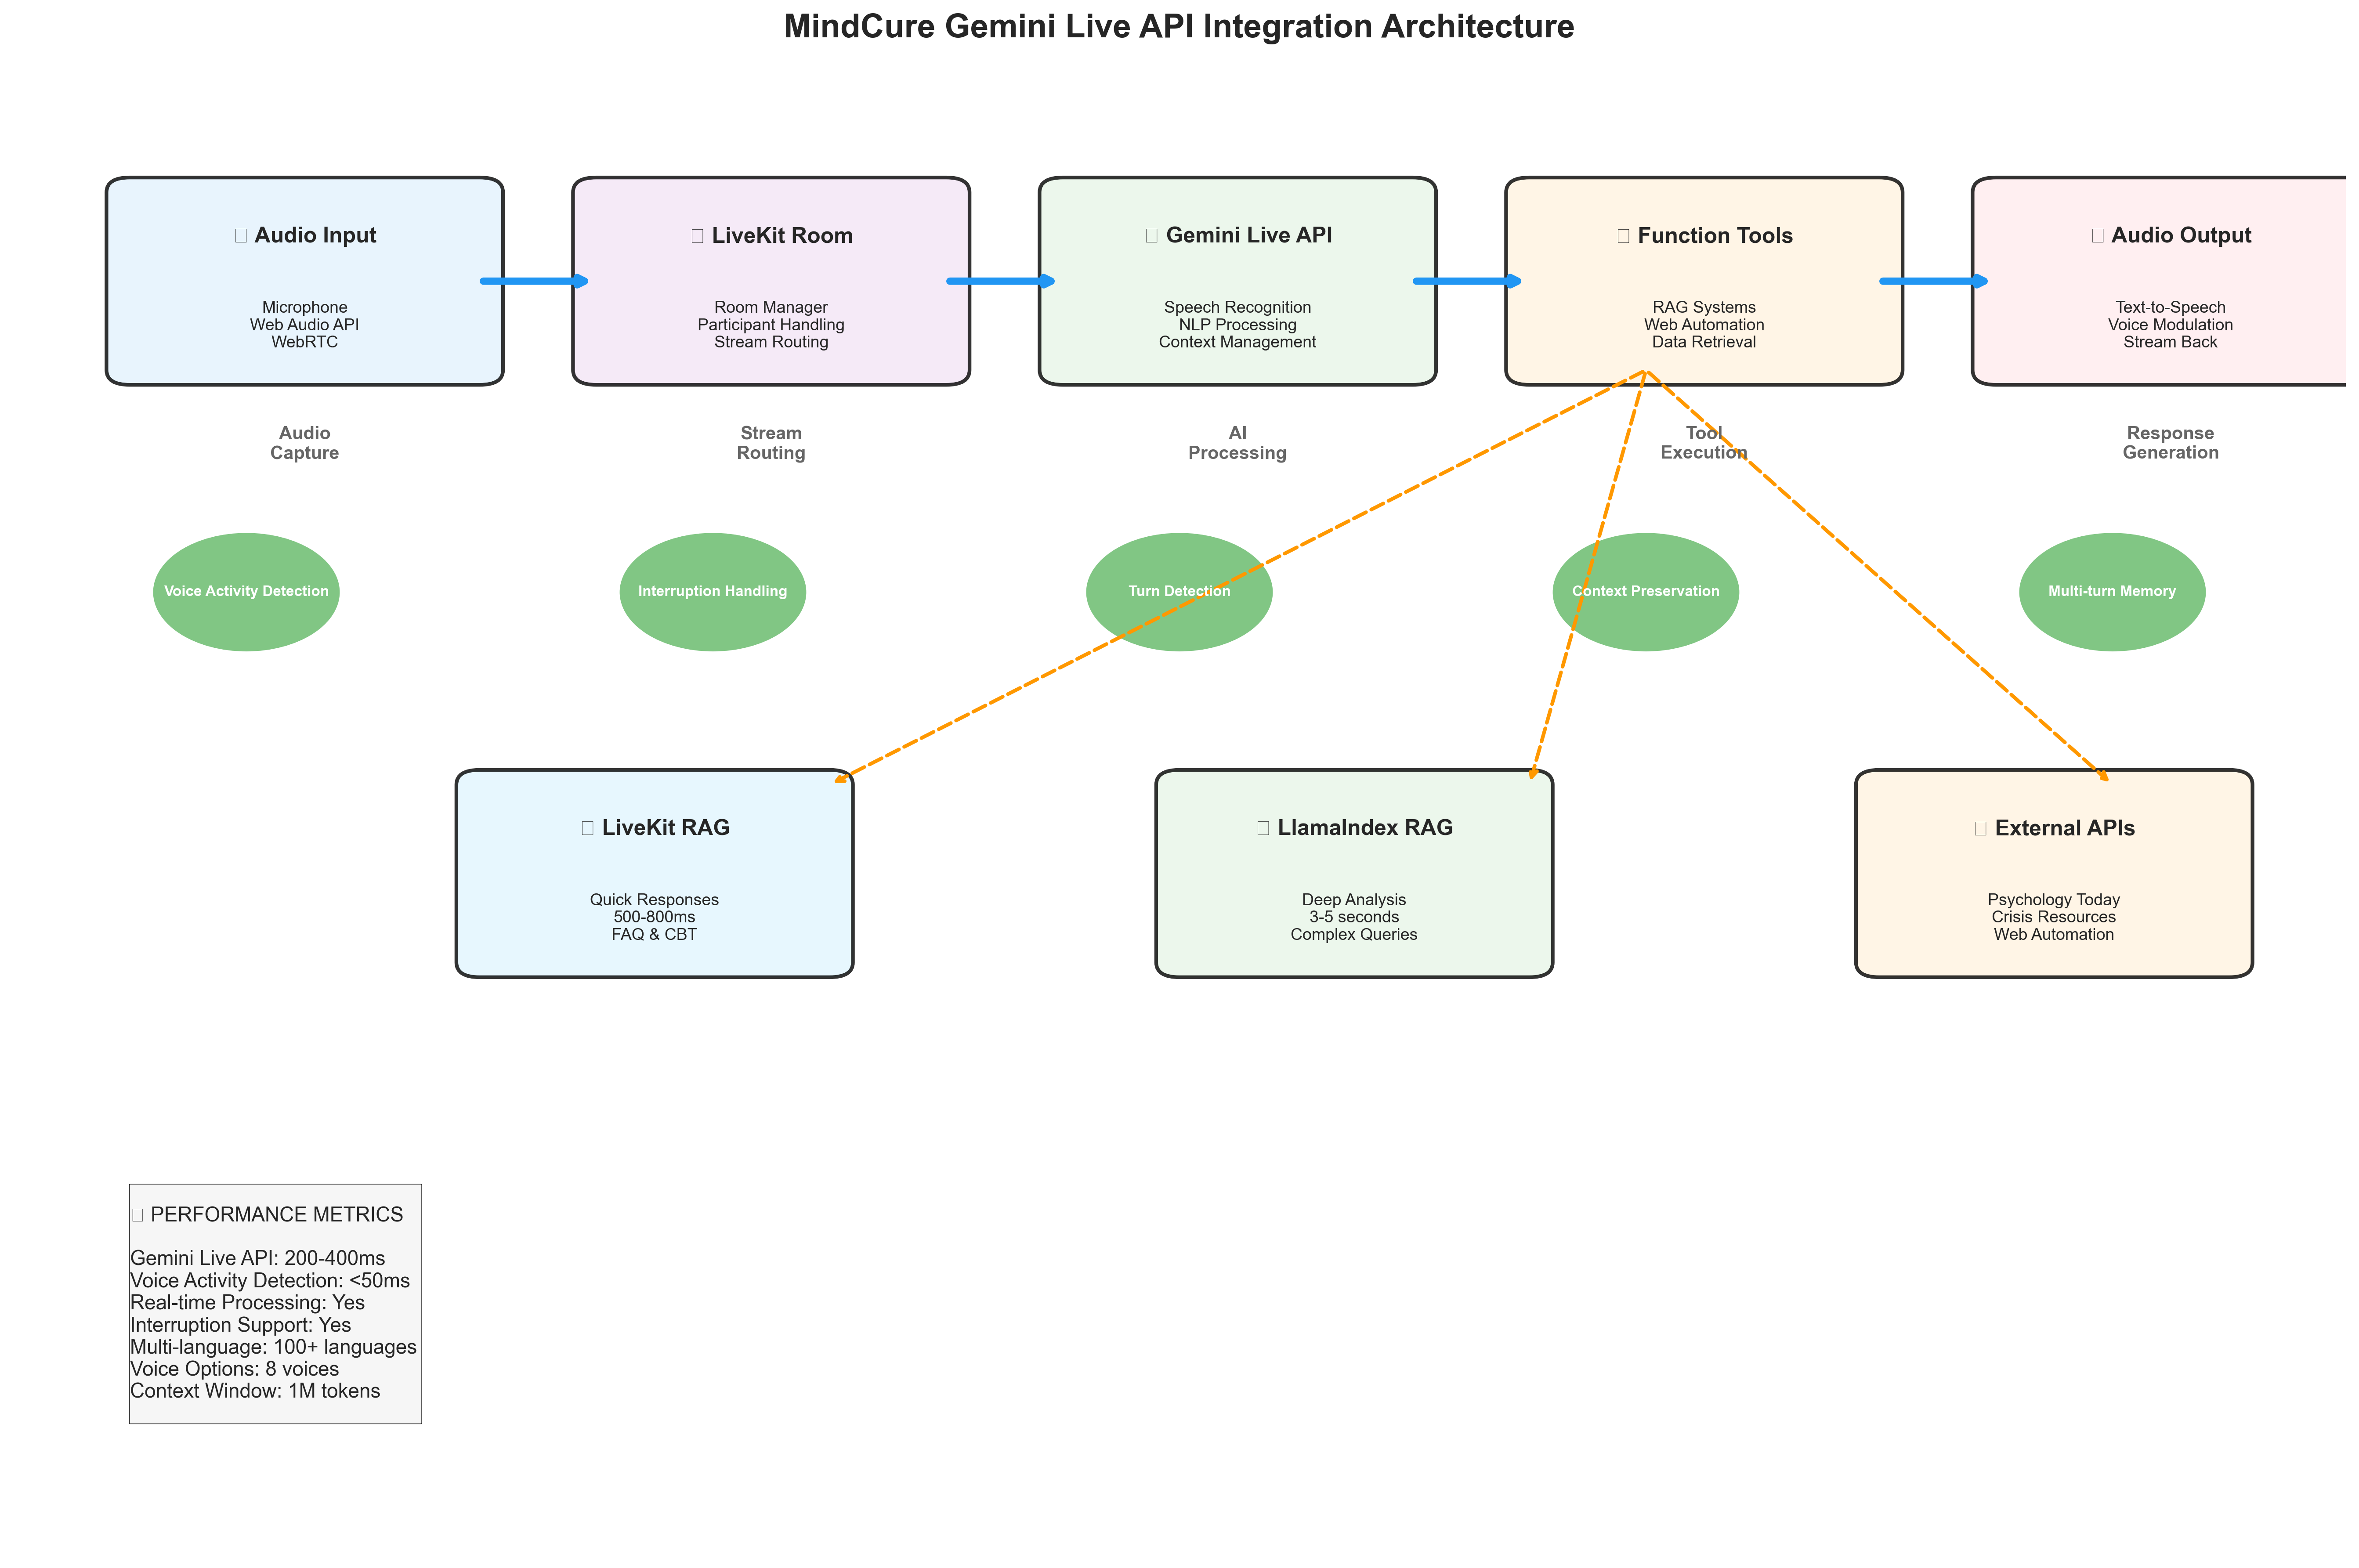 MindCure Gemini Live API Integration Architecture
Audio Input
Microphone
Web Audio API
WebRTC
LiveKit Room
Room Manager
Participant Handling
Stream Routing
Gemini Live API
Speech Recognition
NLP Processing
Context Management
Function Tools
RAG Systems
Web Automation
Data Retrieval
Audio Output
Text-to-Speech
Voice Modulation
Stream Back
Audio
Capture
Stream
Routing
AI
Processing
Tool
Execution
Response
Generation
Voice Activity Detection
Interruption Handling
Turn Detection
Context Preservation
Multi-turn Memory
LiveKit RAG
Quick Responses
500-800ms
FAQ & CBT
LlamaIndex RAG
Deep Analysis
3-5 seconds
Complex Queries
External APIs
Psychology Today
Crisis Resources
Web Automation
PERFORMANCE METRICS
Gemini Live API: 200-400ms
Voice Activity Detection: <50ms
Real-time Processing: Yes
Interruption Support: Yes
Multi-language: 100+ languages
Voice Options: 8 voices
Context Window: 1M tokens